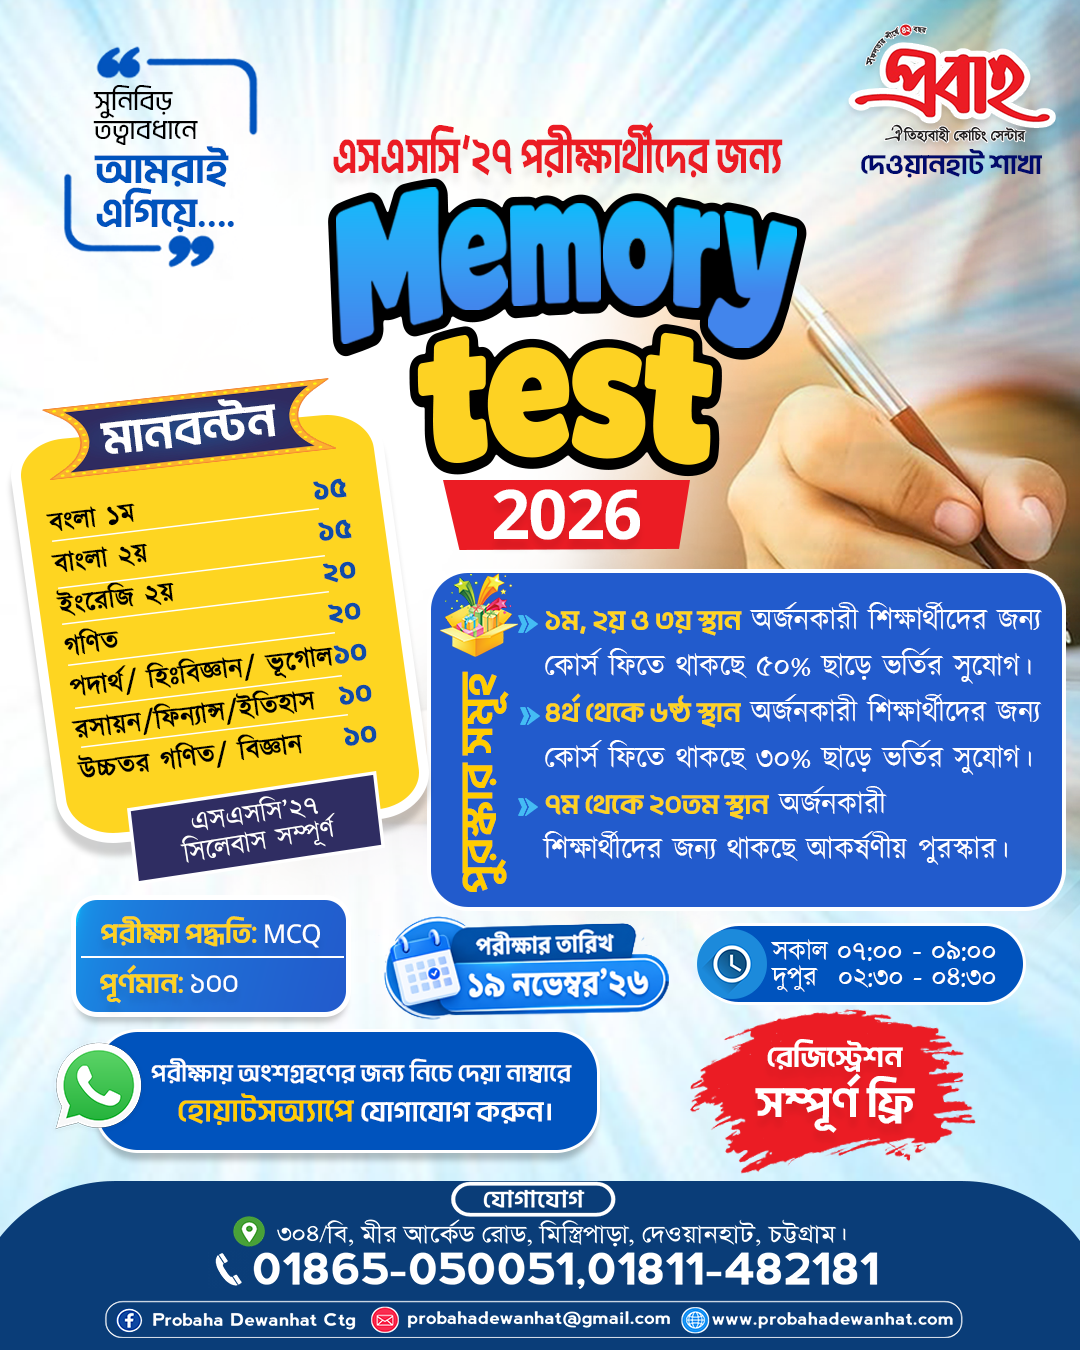 সুনিবিড়
তত্বাবধানে
আমরাই
এগিয়ে....
সফলতার শীর্ষে ৪২ বছর
প্রবাহ
ঐতিহ্যবাহী কোচিং সেন্টার
দেওয়ানহাট শাখা
এসএসসি'২৭ পরীক্ষার্থীদের জন্য
Memory
test
2026
মানবন্টন
বংলা ১ম ১৫
বাংলা ২য় ১৫
ইংরেজি ২য় ২০
গণিত ২০
পদার্থ/ হিঃবিজ্ঞান/ ভূগোল ১০
রসায়ন/ফিন্যান্স/ইতিহাস ১০
উচ্চতর গণিত/ বিজ্ঞান ১০
এসএসসি'২৭
সিলেবাস সম্পূর্ণ
পুরস্কার সমূহ
১ম, ২য় ও ৩য় স্থান অর্জনকারী শিক্ষার্থীদের জন্য
কোর্স ফিতে থাকছে ৫০% ছাড়ে ভর্তির সুযোগ।
৪র্থ থেকে ৬ষ্ঠ স্থান অর্জনকারী শিক্ষার্থীদের জন্য
কোর্স ফিতে থাকছে ৩০% ছাড়ে ভর্তির সুযোগ।
৭ম থেকে ২০তম স্থান অর্জনকারী
শিক্ষার্থীদের জন্য থাকছে আকর্ষণীয় পুরস্কার।
পরীক্ষা পদ্ধতি: MCQ
পূর্ণমান: ১০০
পরীক্ষার তারিখ
১৯ নভেম্বর'২৬
সকাল ০৭:০০ - ০৯:০০
দুপুর ০২:৩০ - ০৪:৩০
পরীক্ষায় অংশগ্রহণের জন্য নিচে দেয়া নাম্বারে
হোয়াটসঅ্যাপে যোগাযোগ করুন।
রেজিস্ট্রেশন
সম্পূর্ণ ফ্রি
যোগাযোগ
৩০৪/বি, মীর আর্কেড রোড, মিস্ত্রিপাড়া, দেওয়ানহাট, চট্টগ্রাম।
01865-050051,01811-482181
Probaha Dewanhat Ctg probahadewanhat@gmail.com www.probahadewanhat.com